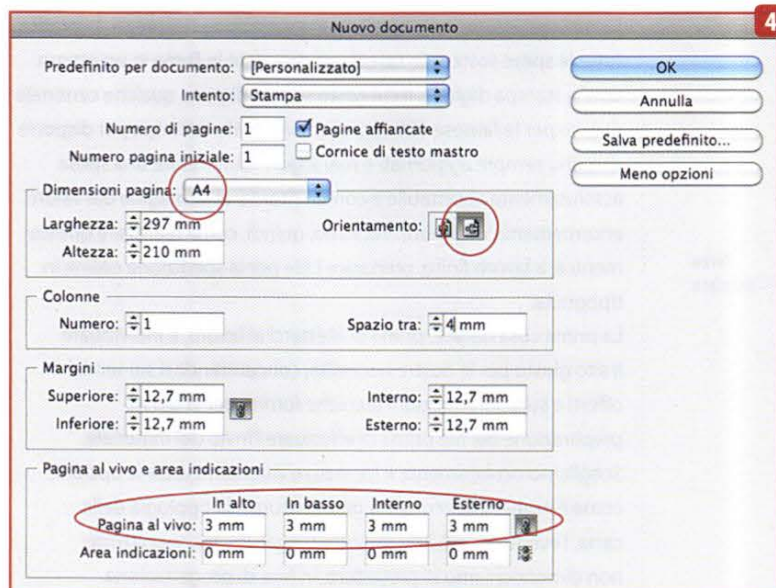 4
Nuovo documento
Predefinito per documento: [Personalizzato]
Intento: Stampa
Numero di pagine: 1
Pagine affiancate
Numero pagina iniziale: 1
Cornice di testo mastro
OK
Annulla
Salva predefinito...
Meno opzioni
Dimensioni pagina: A4
Larghezza: 297 mm
Orientamento:
Altezza: 210 mm
Colonne
Numero: 1
Spazio tra: 4 mm
Margini
Superiore: 12,7 mm
Interno: 12,7 mm
Inferiore: 12,7 mm
Esterno: 12,7 mm
Pagina al vivo e area indicazioni
In alto In basso Interno Esterno
Pagina al vivo: 3 mm 3 mm 3 mm 3 mm
Area indicazioni: 0 mm 0 mm 0 mm 0 mm